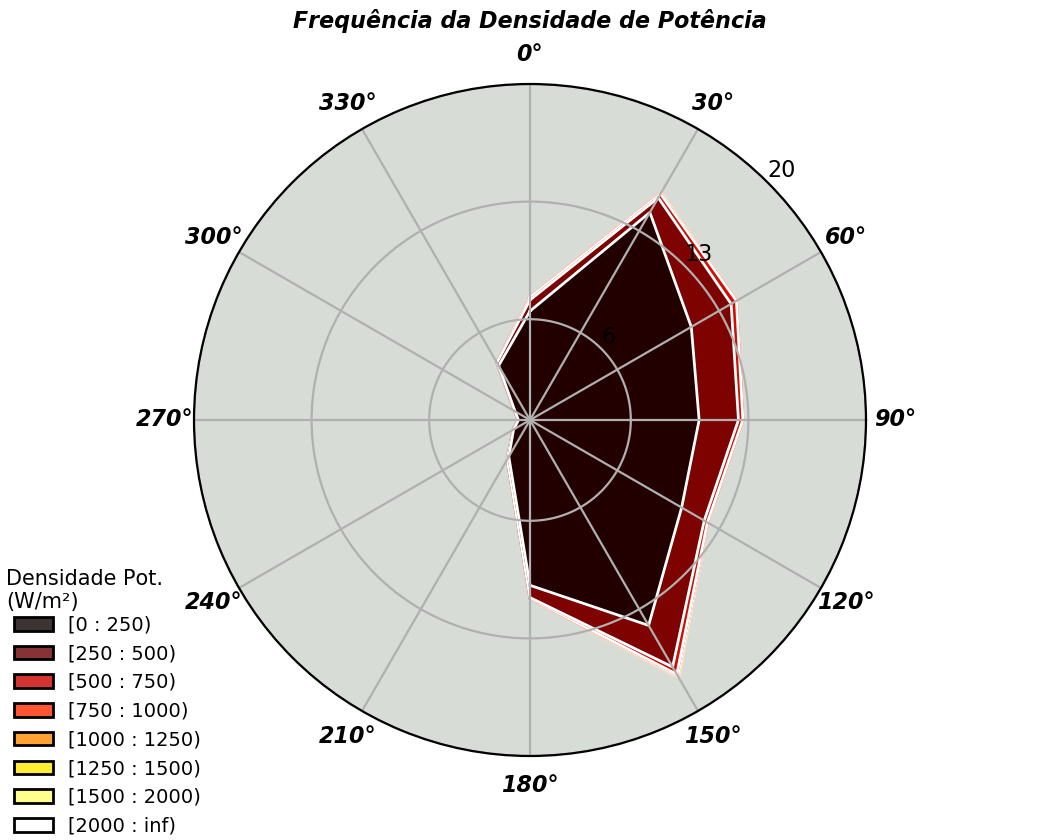 Frequência da Densidade de Potência
0°
330°
30°
20
300°
60°
13
6
270°
90°
240°
120°
210°
150°
180°
Densidade Pot.
(W/m²)
[0 : 250)
[250 : 500)
[500 : 750)
[750 : 1000)
[1000 : 1250)
[1250 : 1500)
[1500 : 2000)
[2000 : inf)